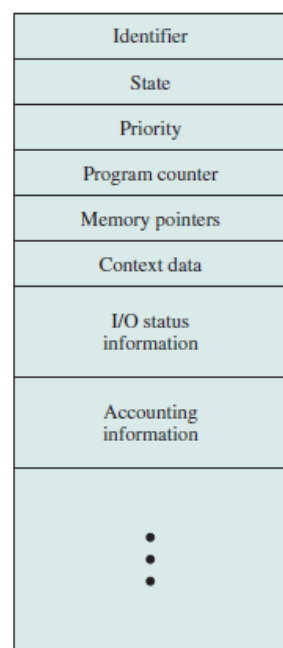 Identifier
State
Priority
Program counter
Memory pointers
Context data
I/O status
information
Accounting
information